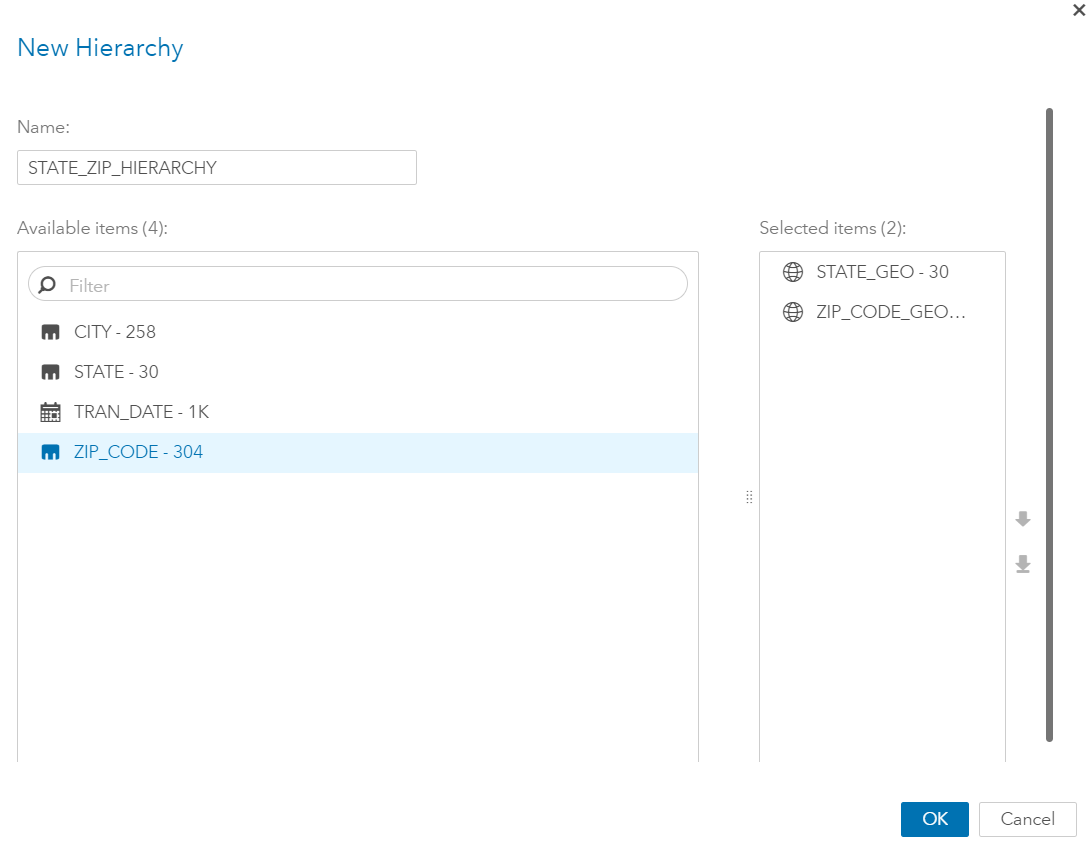 New Hierarchy
Name:
STATE_ZIP_HIERARCHY
Available items (4):
Filter
CITY - 258
STATE - 30
TRAN_DATE - 1K
ZIP_CODE - 304
Selected items (2):
STATE_GEO - 30
ZIP_CODE_GEO...
OK
Cancel